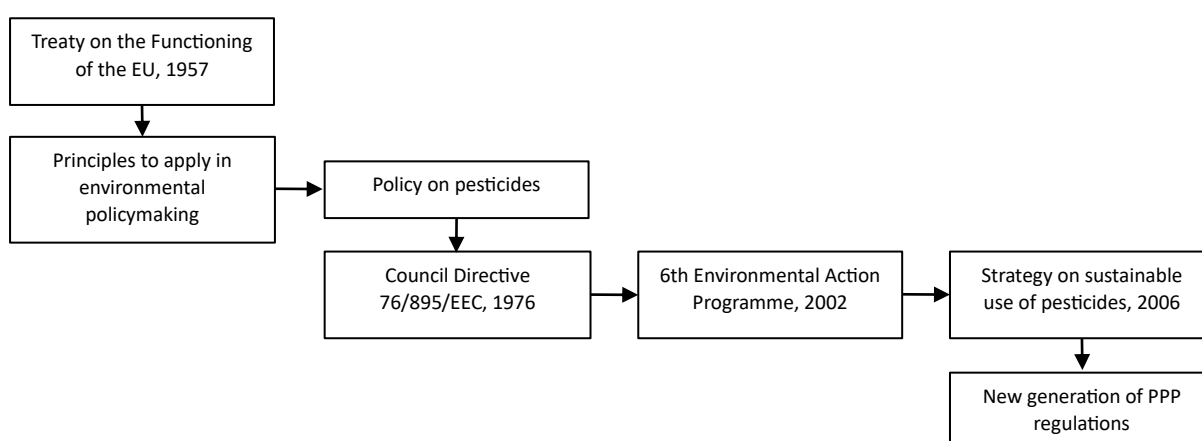 Treaty on the Functioning
of the EU, 1957
Principles to apply in
environmental
policymaking
Policy on pesticides
Council Directive
76/895/EEC, 1976
6th Environmental Action
Programme, 2002
Strategy on sustainable
use of pesticides, 2006
New generation of PPP
regulations